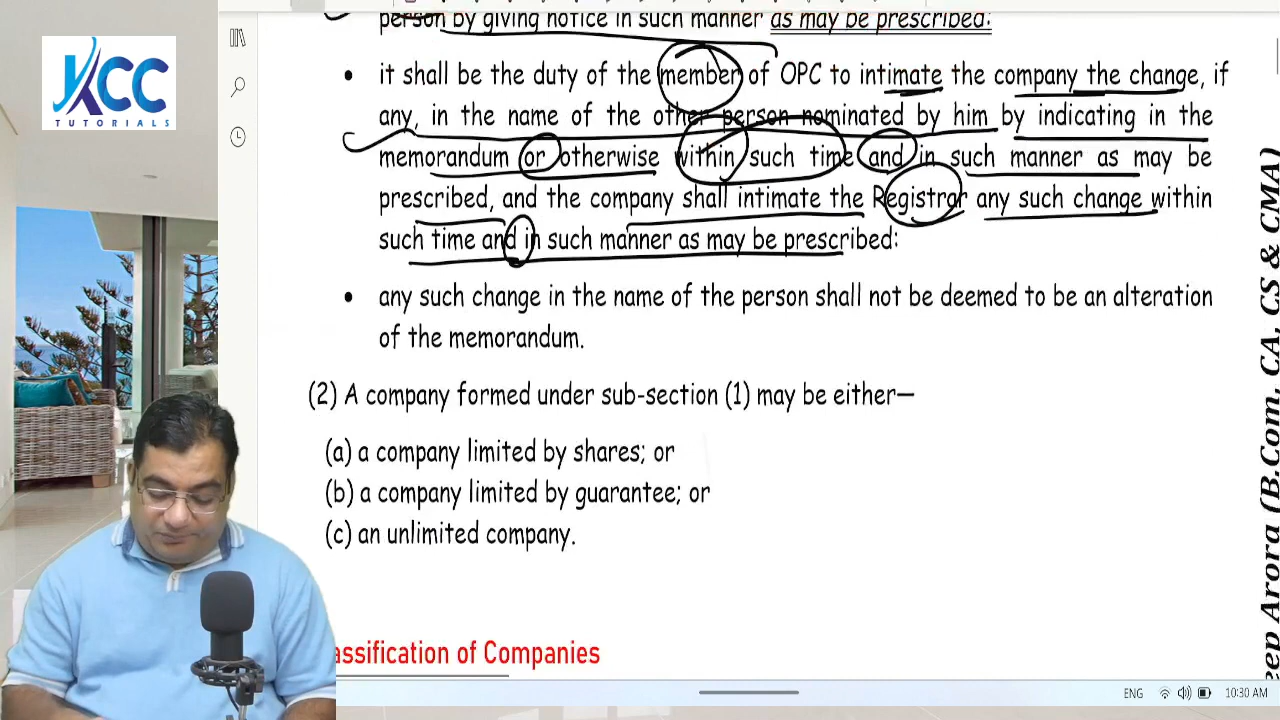 KCC
TUTORIALS
person by giving notice in such manner as may be prescribed:
• it shall be the duty of the member of OPC to intimate the company the change, if
any, in the name of the other person nominated by him by indicating in the
memorandum or otherwise within such time and in such manner as may be
prescribed, and the company shall intimate the Registrar any such change within
such time and in such manner as may be prescribed:
• any such change in the name of the person shall not be deemed to be an alteration
of the memorandum.
(2) A company formed under sub-section (1) may be either—
(a) a company limited by shares; or
(b) a company limited by guarantee; or
(c) an unlimited company.
assification of Companies
eep Arora (B.Com, CA, CS & CMA)
ENG 10:30 AM